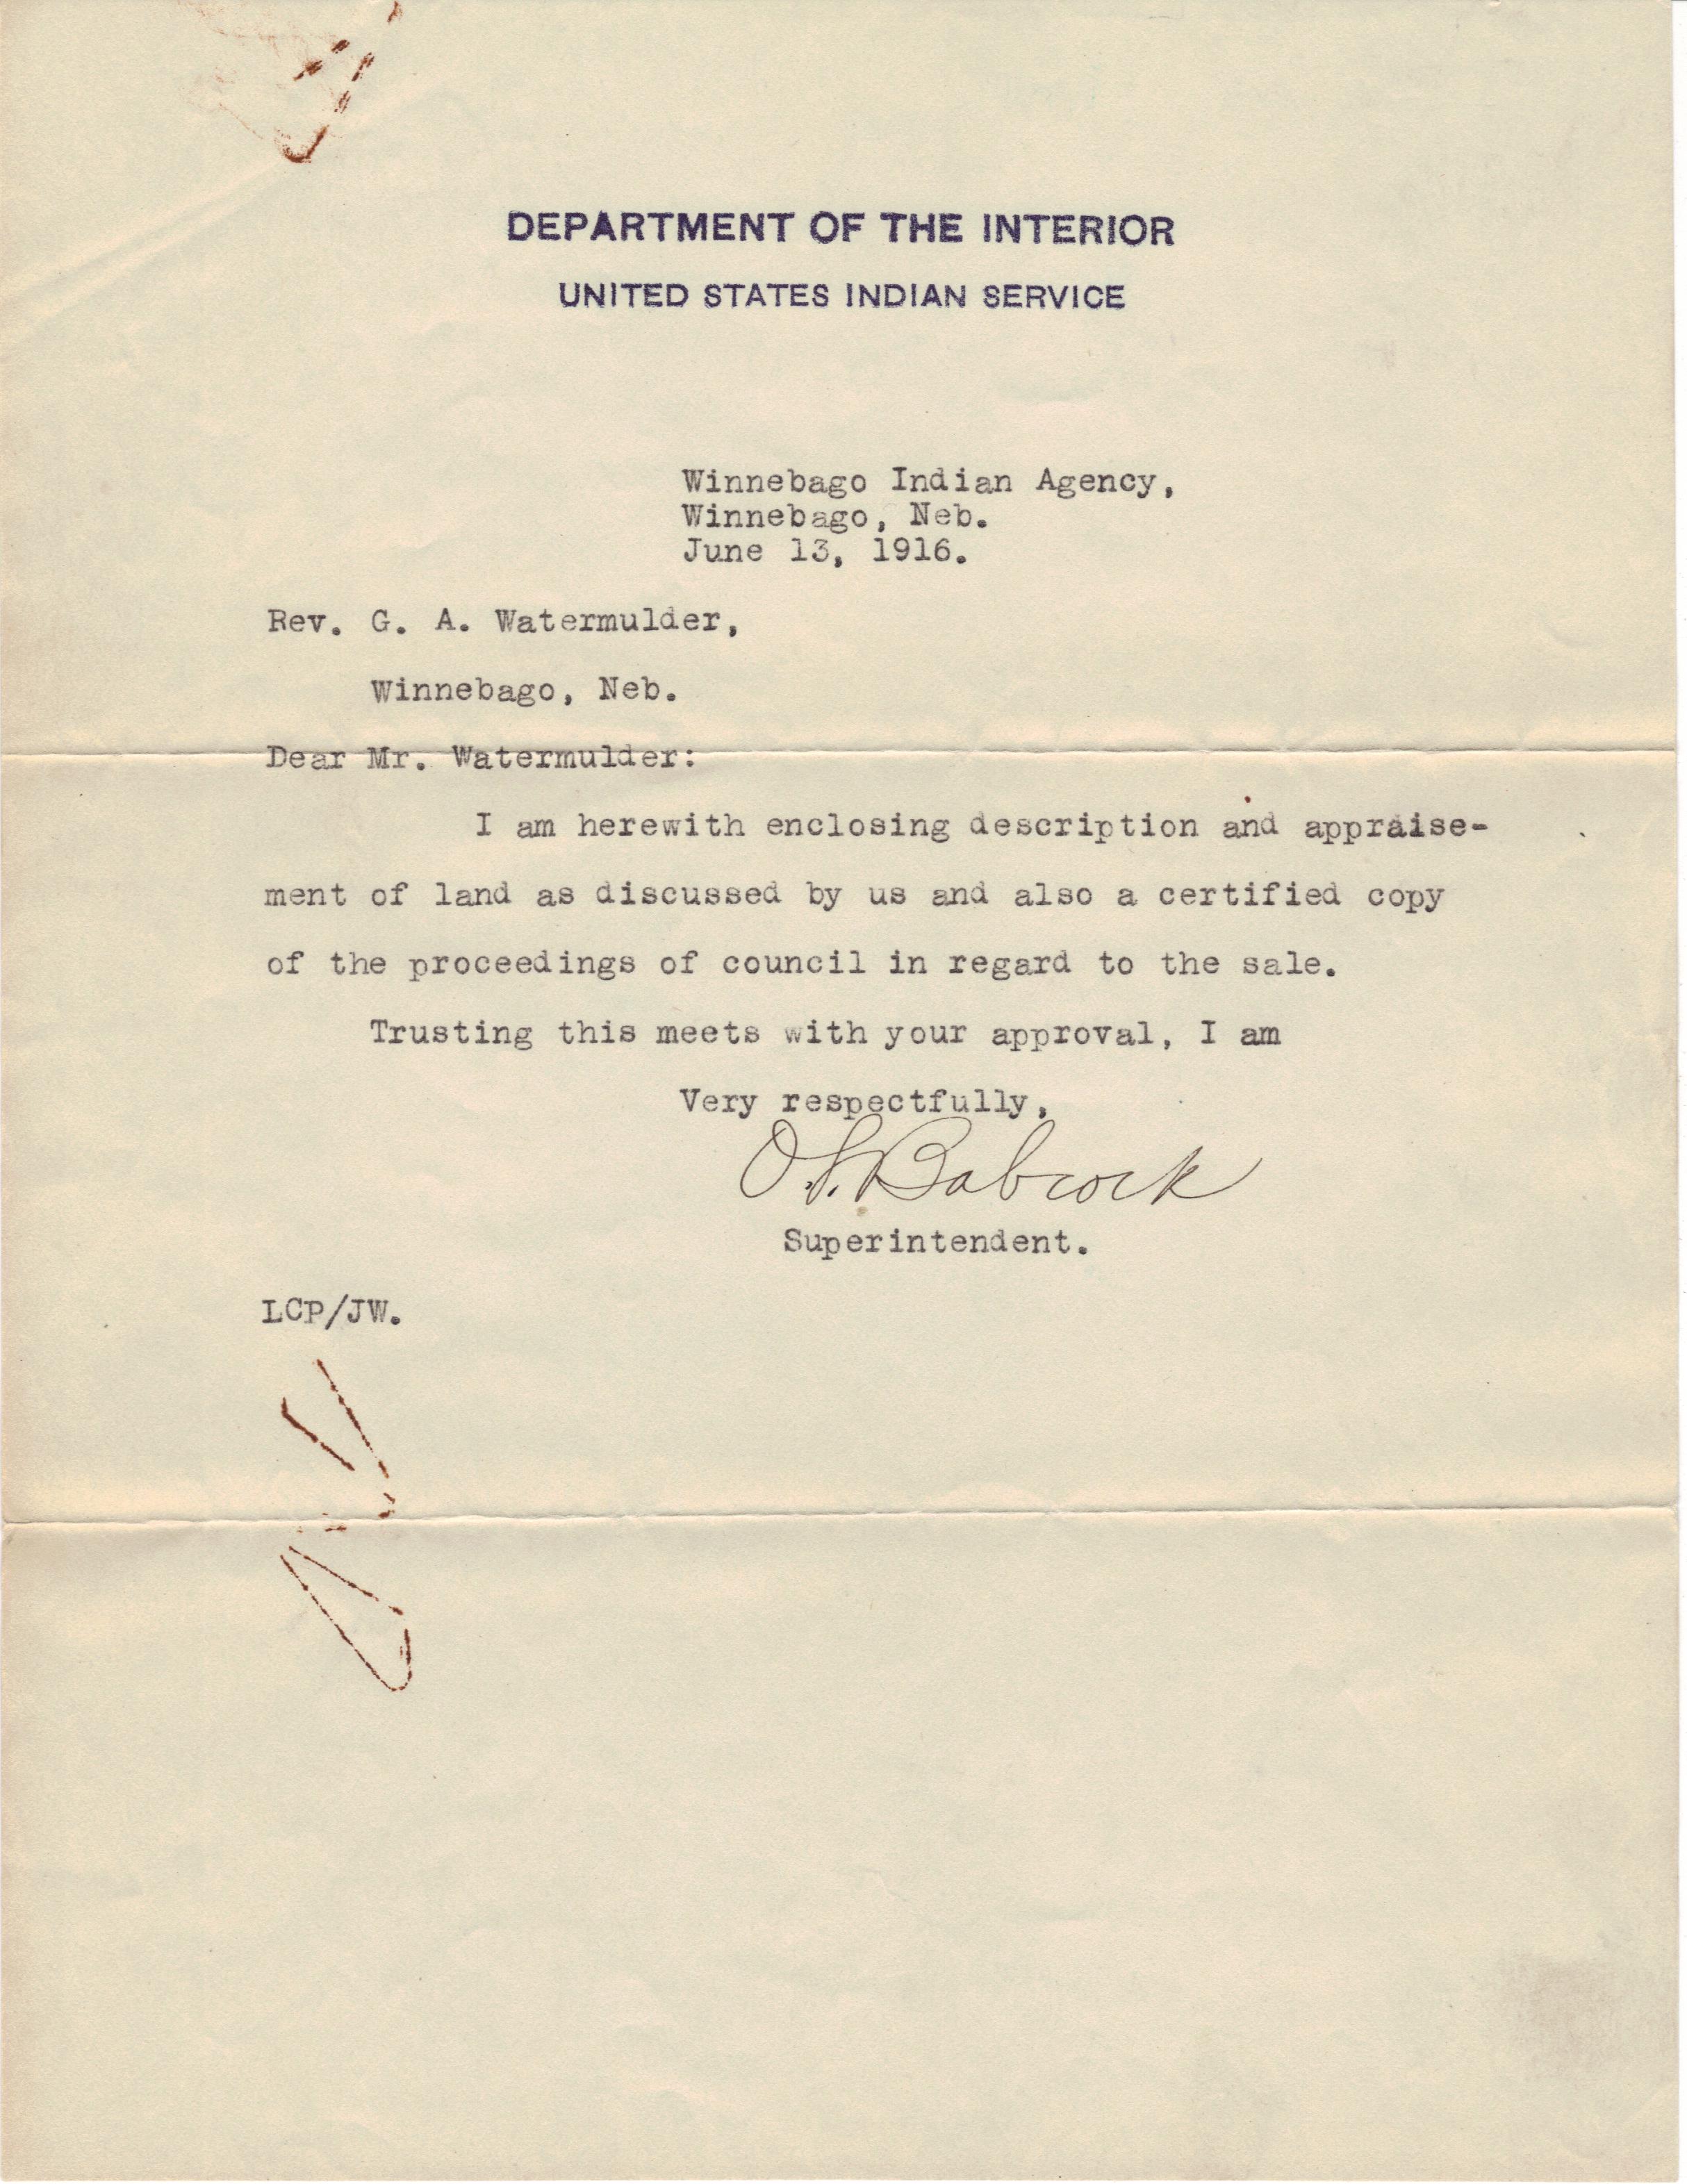 DEPARTMENT OF THE INTERIOR
UNITED STATES INDIAN SERVICE
Winnebago Indian Agency,
Winnebago, Neb.
June 13, 1916.
Rev. G. A. Watermulder,
Winnebago, Neb.
Dear Mr. Watermulder:
I am herewith enclosing description and appraise-
ment of land as discussed by us and also a certified copy
of the proceedings of council in regard to the sale.
Trusting this meets with your approval, I am
Very respectfully,
O.S. Babcock
Superintendent.
LCP/JW.